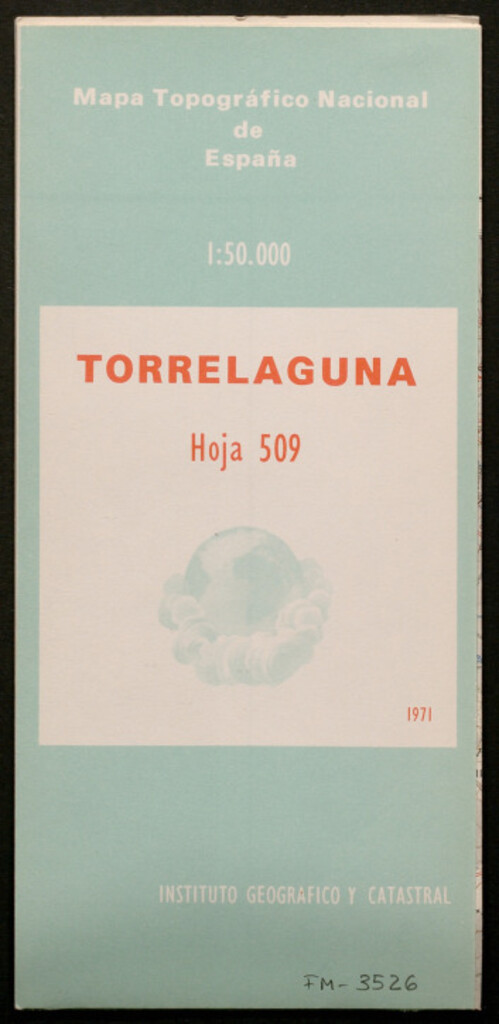 Mapa Topográfico Nacional
de
España
1:50.000
TORRELAGUNA
Hoja 509
1971
INSTITUTO GEOGRAFICO Y CATASTRAL
FM-3526